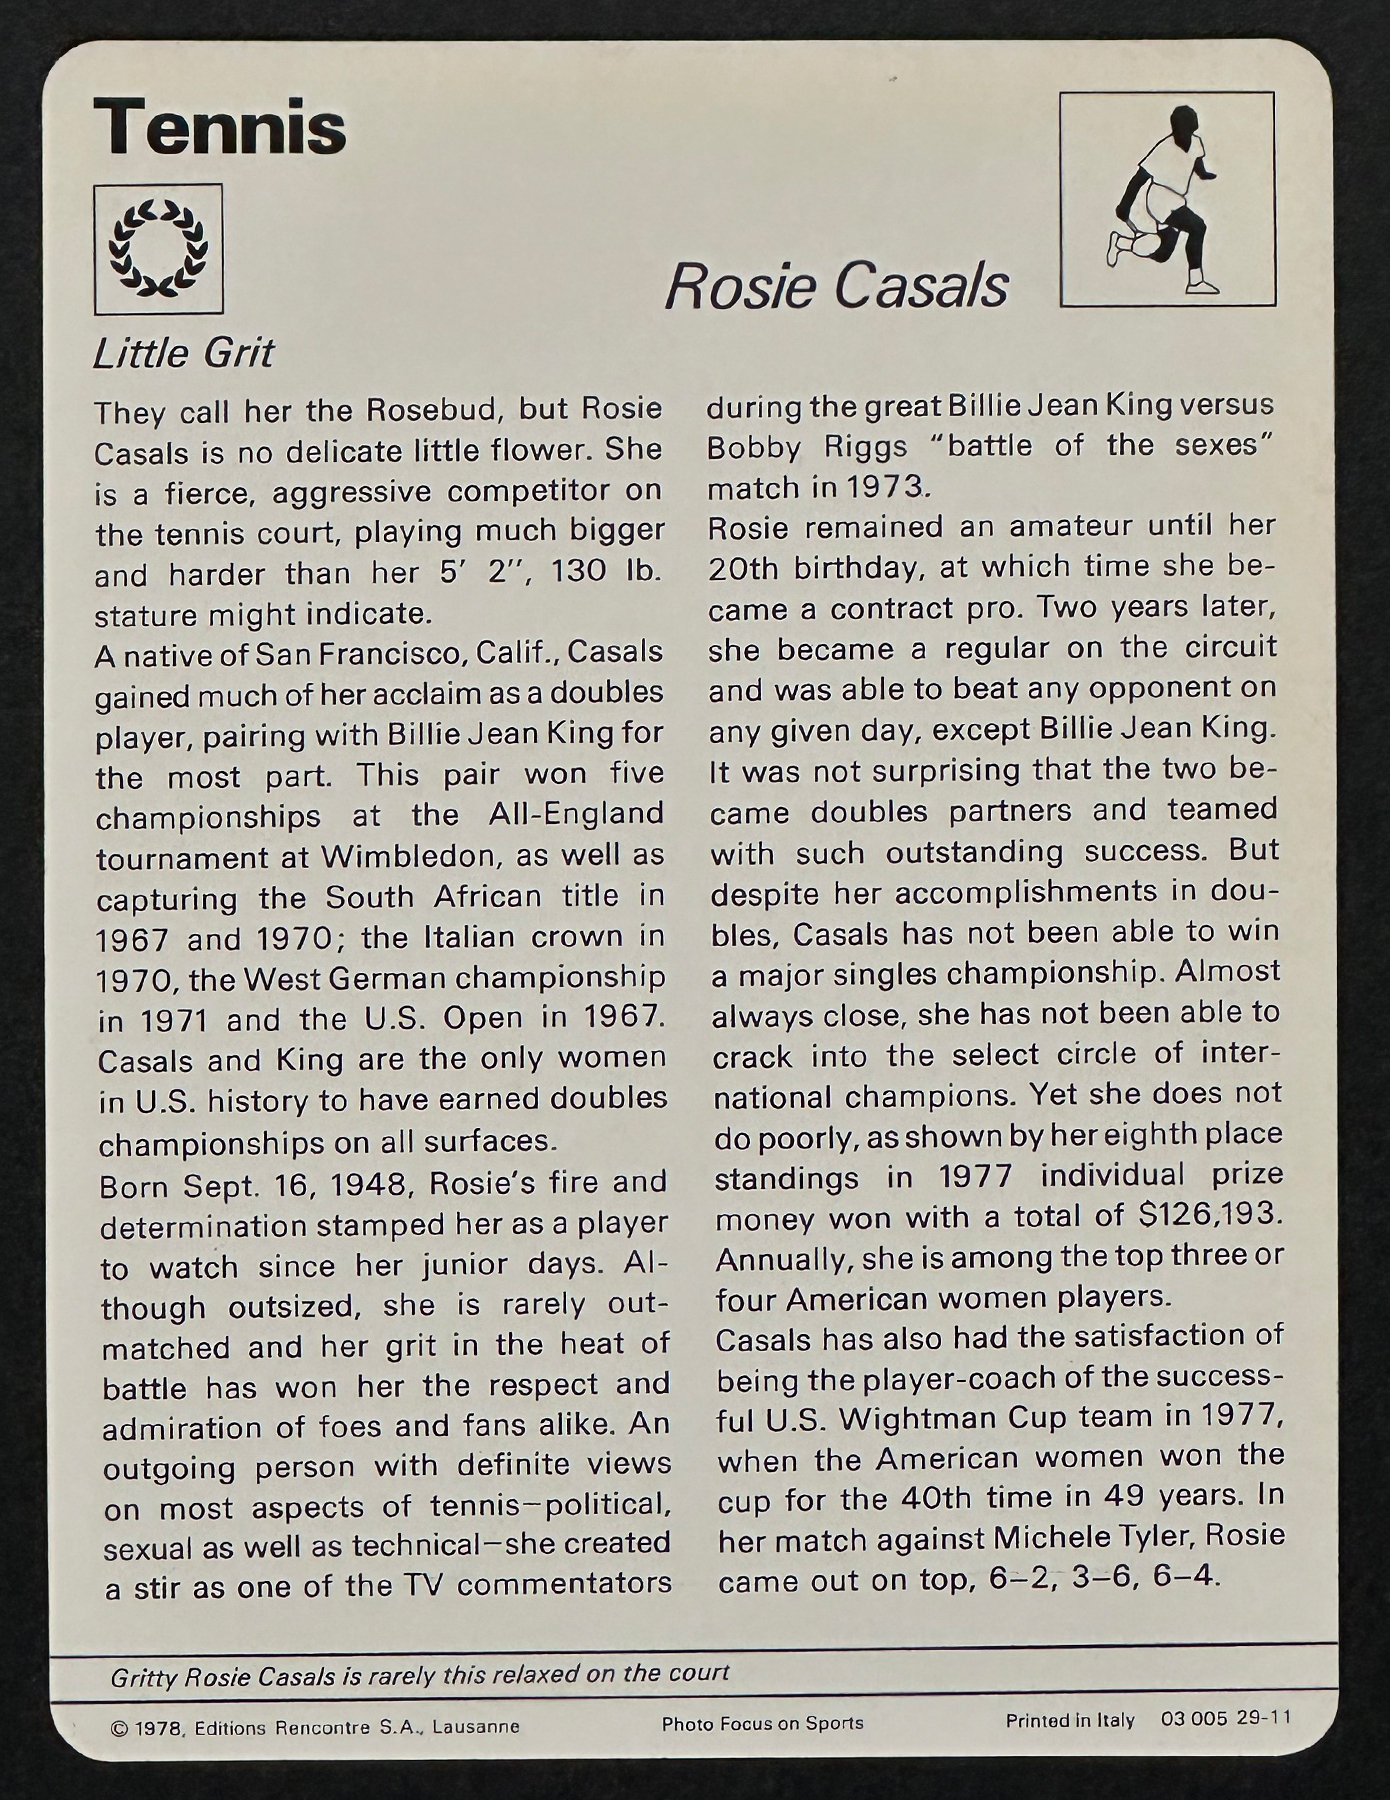 Tennis
Rosie Casals
Little Grit
They call her the Rosebud, but Rosie
Casals is no delicate little flower. She
is a fierce, aggressive competitor on
the tennis court, playing much bigger
and harder than her 5′ 2″, 130 lb.
stature might indicate.
A native of San Francisco, Calif., Casals
gained much of her acclaim as a doubles
player, pairing with Billie Jean King for
the most part. This pair won five
championships at the All-England
tournament at Wimbledon, as well as
capturing the South African title in
1967 and 1970; the Italian crown in
1970, the West German championship
in 1971 and the U.S. Open in 1967.
Casals and King are the only women
in U.S. history to have earned doubles
championships on all surfaces.
Born Sept. 16, 1948, Rosie's fire and
determination stamped her as a player
to watch since her junior days. Al-
though outsized, she is rarely out-
matched and her grit in the heat of
battle has won her the respect and
admiration of foes and fans alike. An
outgoing person with definite views
on most aspects of tennis–political,
sexual as well as technical–she created
a stir as one of the TV commentators
during the great Billie Jean King versus
Bobby Riggs "battle of the sexes"
match in 1973.
Rosie remained an amateur until her
20th birthday, at which time she be-
came a contract pro. Two years later,
she became a regular on the circuit
and was able to beat any opponent on
any given day, except Billie Jean King.
It was not surprising that the two be-
came doubles partners and teamed
with such outstanding success. But
despite her accomplishments in dou-
bles, Casals has not been able to win
a major singles championship. Almost
always close, she has not been able to
crack into the select circle of inter-
national champions. Yet she does not
do poorly, as shown by her eighth place
standings in 1977 individual prize
money won with a total of $126,193.
Annually, she is among the top three or
four American women players.
Casals has also had the satisfaction of
being the player-coach of the success-
ful U.S. Wightman Cup team in 1977,
when the American women won the
cup for the 40th time in 49 years. In
her match against Michele Tyler, Rosie
came out on top, 6–2, 3–6, 6–4.
Gritty Rosie Casals is rarely this relaxed on the court
© 1978, Editions Rencontre S.A., Lausanne Photo Focus on Sports Printed in Italy 03 005 29-11